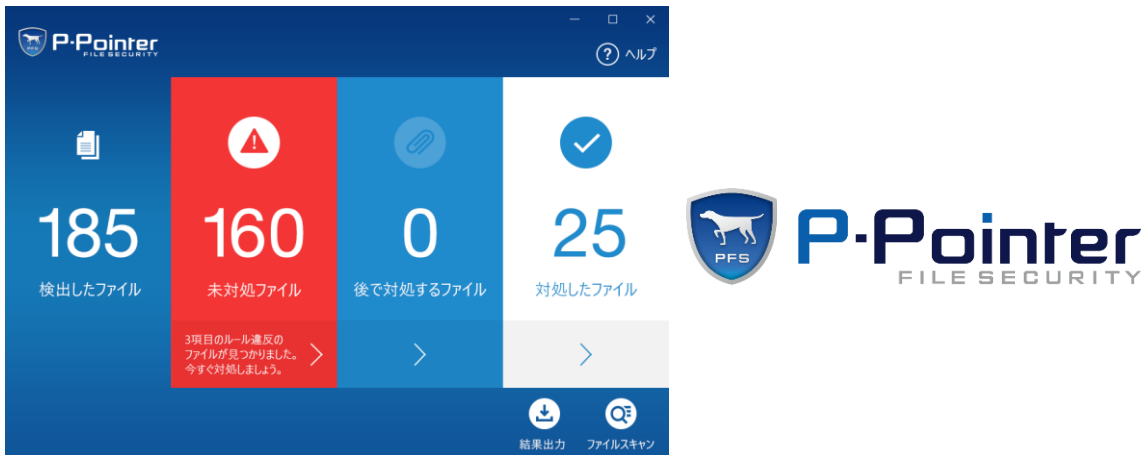 PFS
P-Pointer
FILE SECURITY
ヘルプ
185
検出したファイル
160
未対処ファイル
3項目のルール違反の
ファイルが見つかりました。
今すぐ対処しましょう。
0
後で対処するファイル
25
対処したファイル
結果出力
ファイルスキャン
PFS
P-Pointer
FILE SECURITY